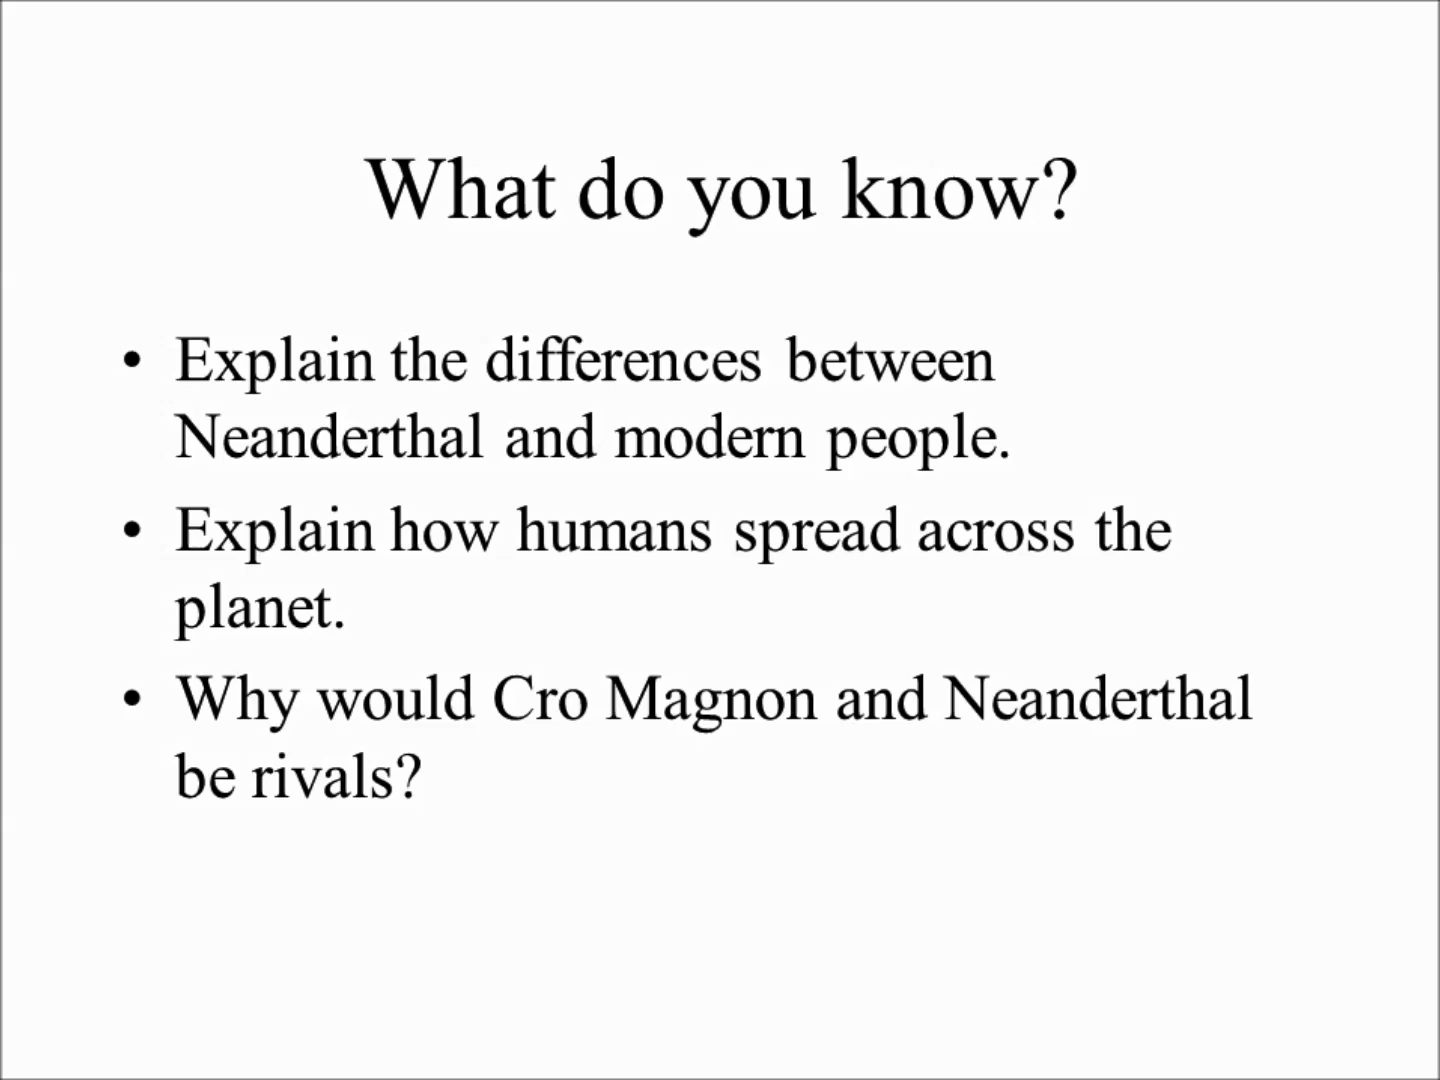 What do you know?
• Explain the differences between
Neanderthal and modern people.
• Explain how humans spread across the
planet.
• Why would Cro Magnon and Neanderthal
be rivals?